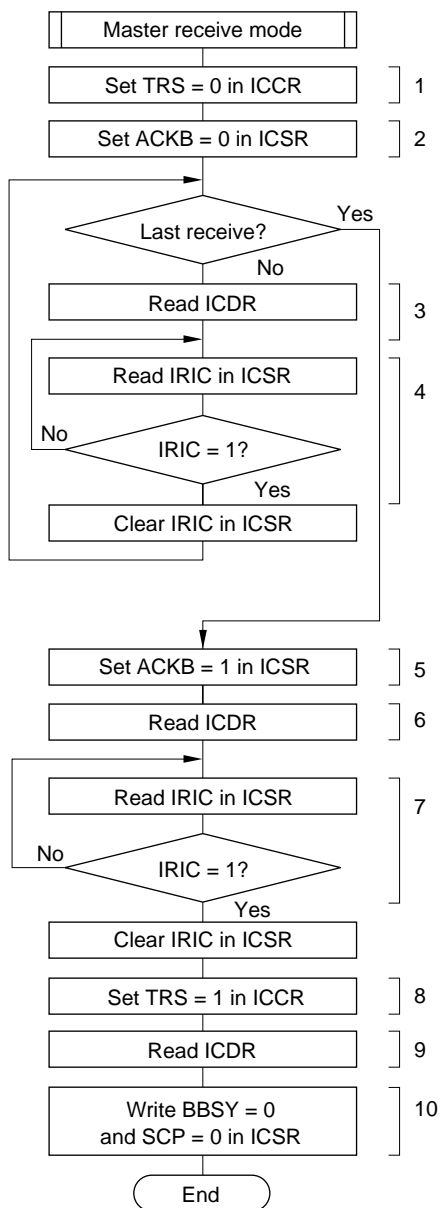 Master receive mode
Set TRS = 0 in ICCR
1
Set ACKB = 0 in ICSR
2
Last receive?
Yes
No
Read ICDR
3
Read IRIC in ICSR
4
No
IRIC = 1?
Yes
Clear IRIC in ICSR
Set ACKB = 1 in ICSR
5
Read ICDR
6
Read IRIC in ICSR
7
No
IRIC = 1?
Yes
Clear IRIC in ICSR
Set TRS = 1 in ICCR
8
Read ICDR
9
Write BBSY = 0
and SCP = 0 in ICSR
10
End